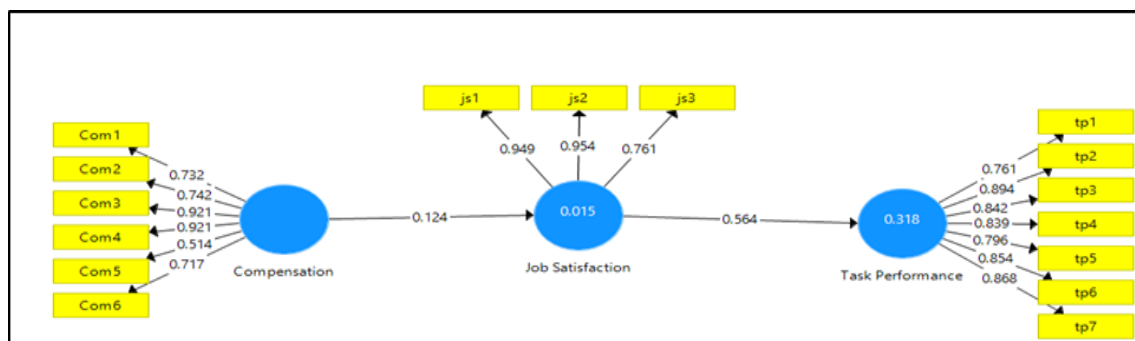 js1 js2 js3
Com1
Com2
Com3
Com4
Com5
Com6
0.732
0.742
0.921
0.921
0.514
0.717
Compensation
0.124
0.949 0.954 0.761
0.015
Job Satisfaction
0.564
0.318
Task Performance
0.761
0.894
0.842
0.839
0.796
0.854
0.868
tp1
tp2
tp3
tp4
tp5
tp6
tp7